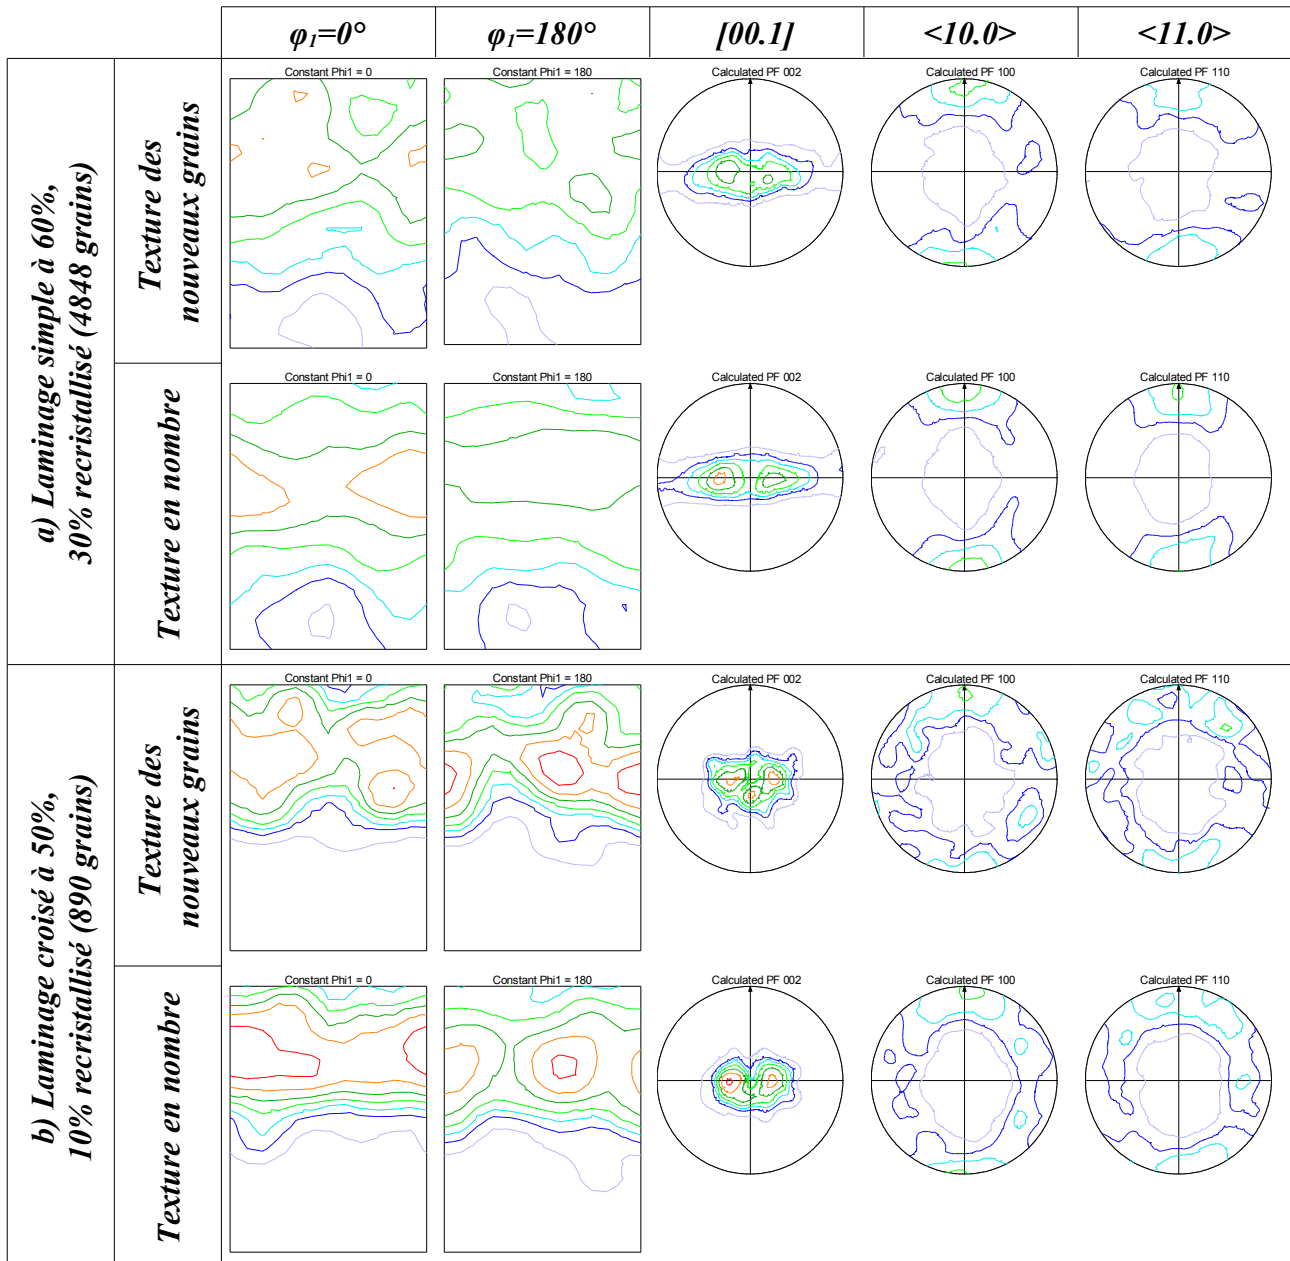 φ₁=0°
φ₁=180°
[00.1]
<10.0>
<11.0>
a) Laminage simple à 60%,
30% recristallisé (4848 grains)
Texture des
nouveaux grains
Constant Phi1 = 0
Constant Phi1 = 180
Calculated PF 002
Calculated PF 100
Calculated PF 110
Texture en nombre
Constant Phi1 = 0
Constant Phi1 = 180
Calculated PF 002
Calculated PF 100
Calculated PF 110
b) Laminage croisé à 50%,
10% recristallisé (890 grains)
Texture des
nouveaux grains
Constant Phi1 = 0
Constant Phi1 = 180
Calculated PF 002
Calculated PF 100
Calculated PF 110
Texture en nombre
Constant Phi1 = 0
Constant Phi1 = 180
Calculated PF 002
Calculated PF 100
Calculated PF 110